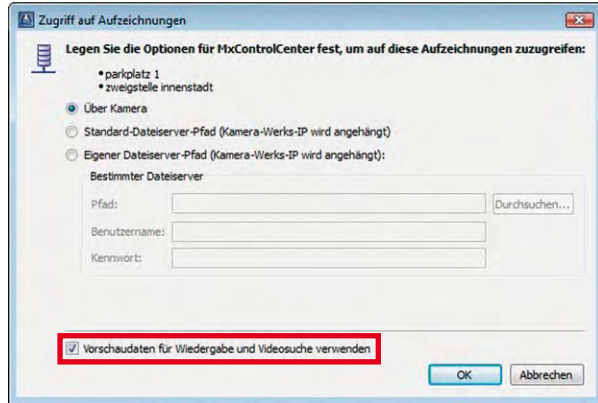 Zugriff auf Aufzeichnungen
Legen Sie die Optionen für MxControlCenter fest, um auf diese Aufzeichnungen zuzugreifen:
• parkplatz 1
• zweigstelle innenstadt
Über Kamera
Standard-Dateiserver-Pfad (Kamera-Werks-IP wird angehängt)
Eigener Dateiserver-Pfad (Kamera-Werks-IP wird angehängt):
Bestimmter Dateiserver
Pfad:
Durchsuchen...
Benutzername:
Kennwort:
Vorschaudaten für Wiedergabe und Videosuche verwenden
OK
Abbrechen